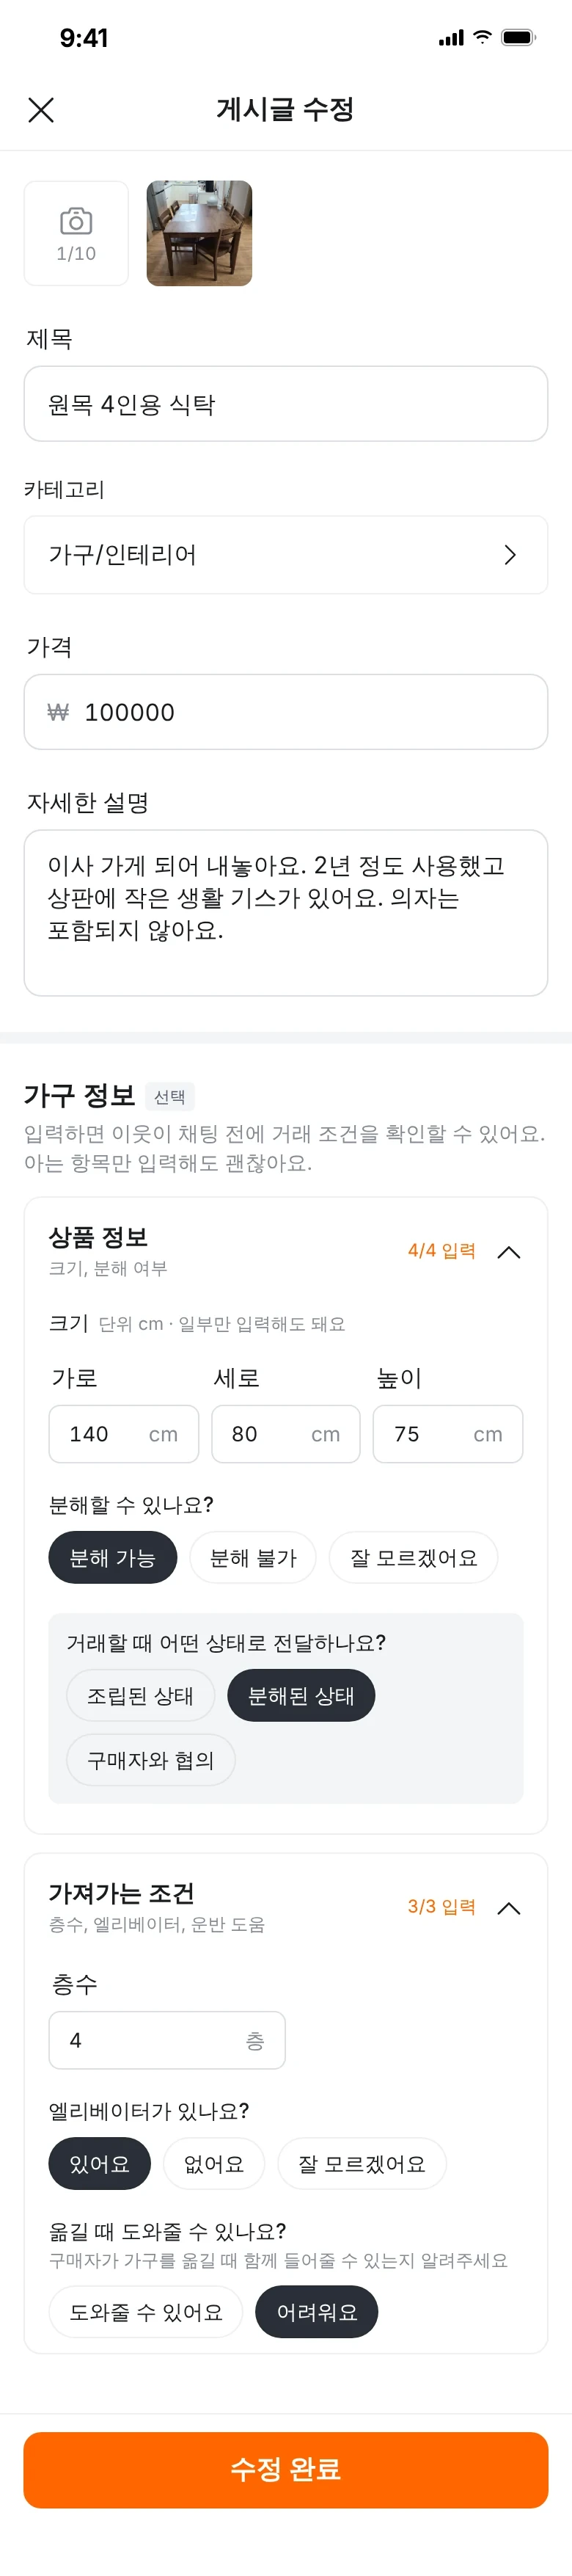 9:41
게시글 수정
1/10
제목
원목 4인용 식탁
카테고리
가구/인테리어
가격
₩ 100000
자세한 설명
이사 가게 되어 내놓아요. 2년 정도 사용했고
상판에 작은 생활 기스가 있어요. 의자는
포함되지 않아요.
가구 정보 선택
입력하면 이웃이 채팅 전에 거래 조건을 확인할 수 있어요.
아는 항목만 입력해도 괜찮아요.
상품 정보
4/4 입력
크기, 분해 여부
크기 단위 cm · 일부만 입력해도 돼요
가로 세로 높이
140 cm 80 cm 75 cm
분해할 수 있나요?
분해 가능 분해 불가 잘 모르겠어요
거래할 때 어떤 상태로 전달하나요?
조립된 상태 분해된 상태
구매자와 협의
가져가는 조건
3/3 입력
층수, 엘리베이터, 운반 도움
층수
4 층
엘리베이터가 있나요?
있어요 없어요 잘 모르겠어요
옮길 때 도와줄 수 있나요?
구매자가 가구를 옮길 때 함께 들어줄 수 있는지 알려주세요
도와줄 수 있어요 어려워요
수정 완료